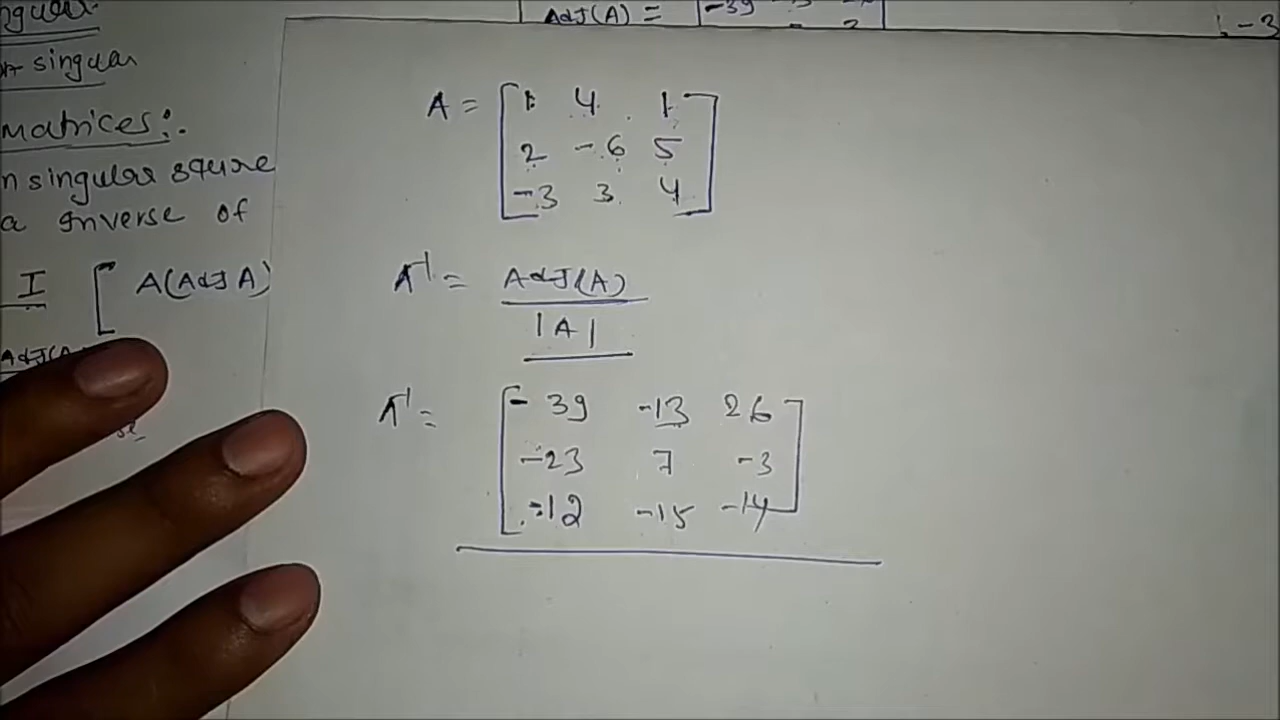 singular
matrices:.
singular square
a Inverse of
I [ A(Adj A)
Adj(A) = -39
-3
A = [ 1 4 1
2 -6 5
-3 3 4 ]
A⁻¹ = Adj(A)
|A|
A⁻¹ = [ -39 -13 26
-23 7 -3
-12 -15 -14 ]